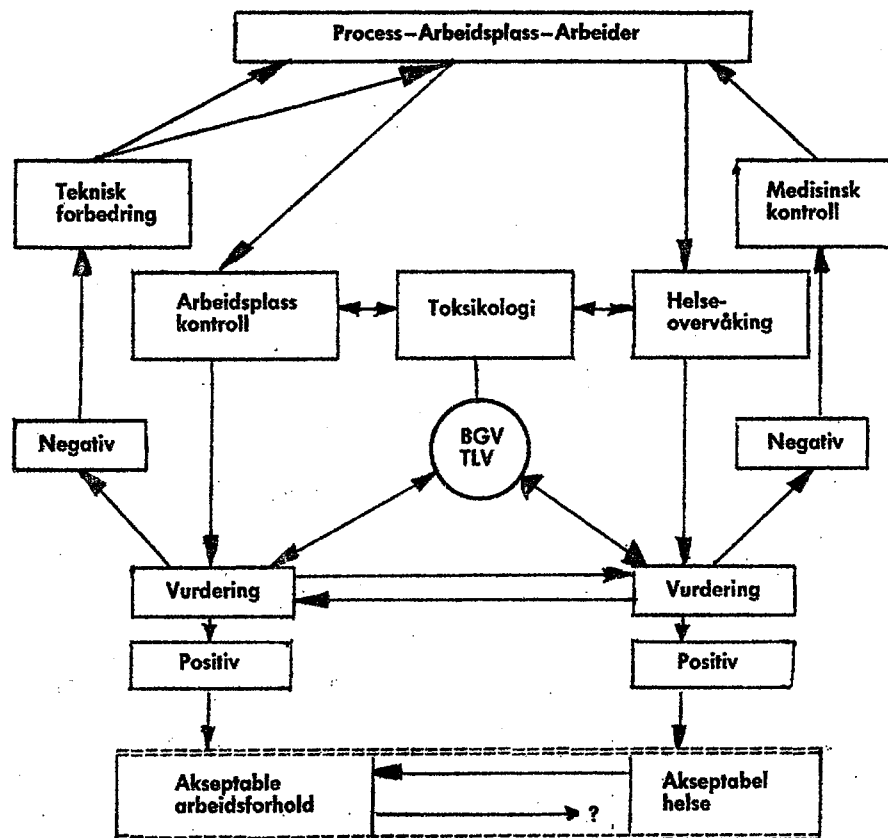 Process-Arbeidsplass-Arbeider
Teknisk
forbedring
Medisinsk
kontroll
Arbeidsplass
kontroll
Toksikologi
Helse-
overvåking
Negativ
BGV
TLV
Negativ
Vurdering
Vurdering
Positiv
Positiv
Akseptable
arbeidsforhold
?
Akseptabel
helse